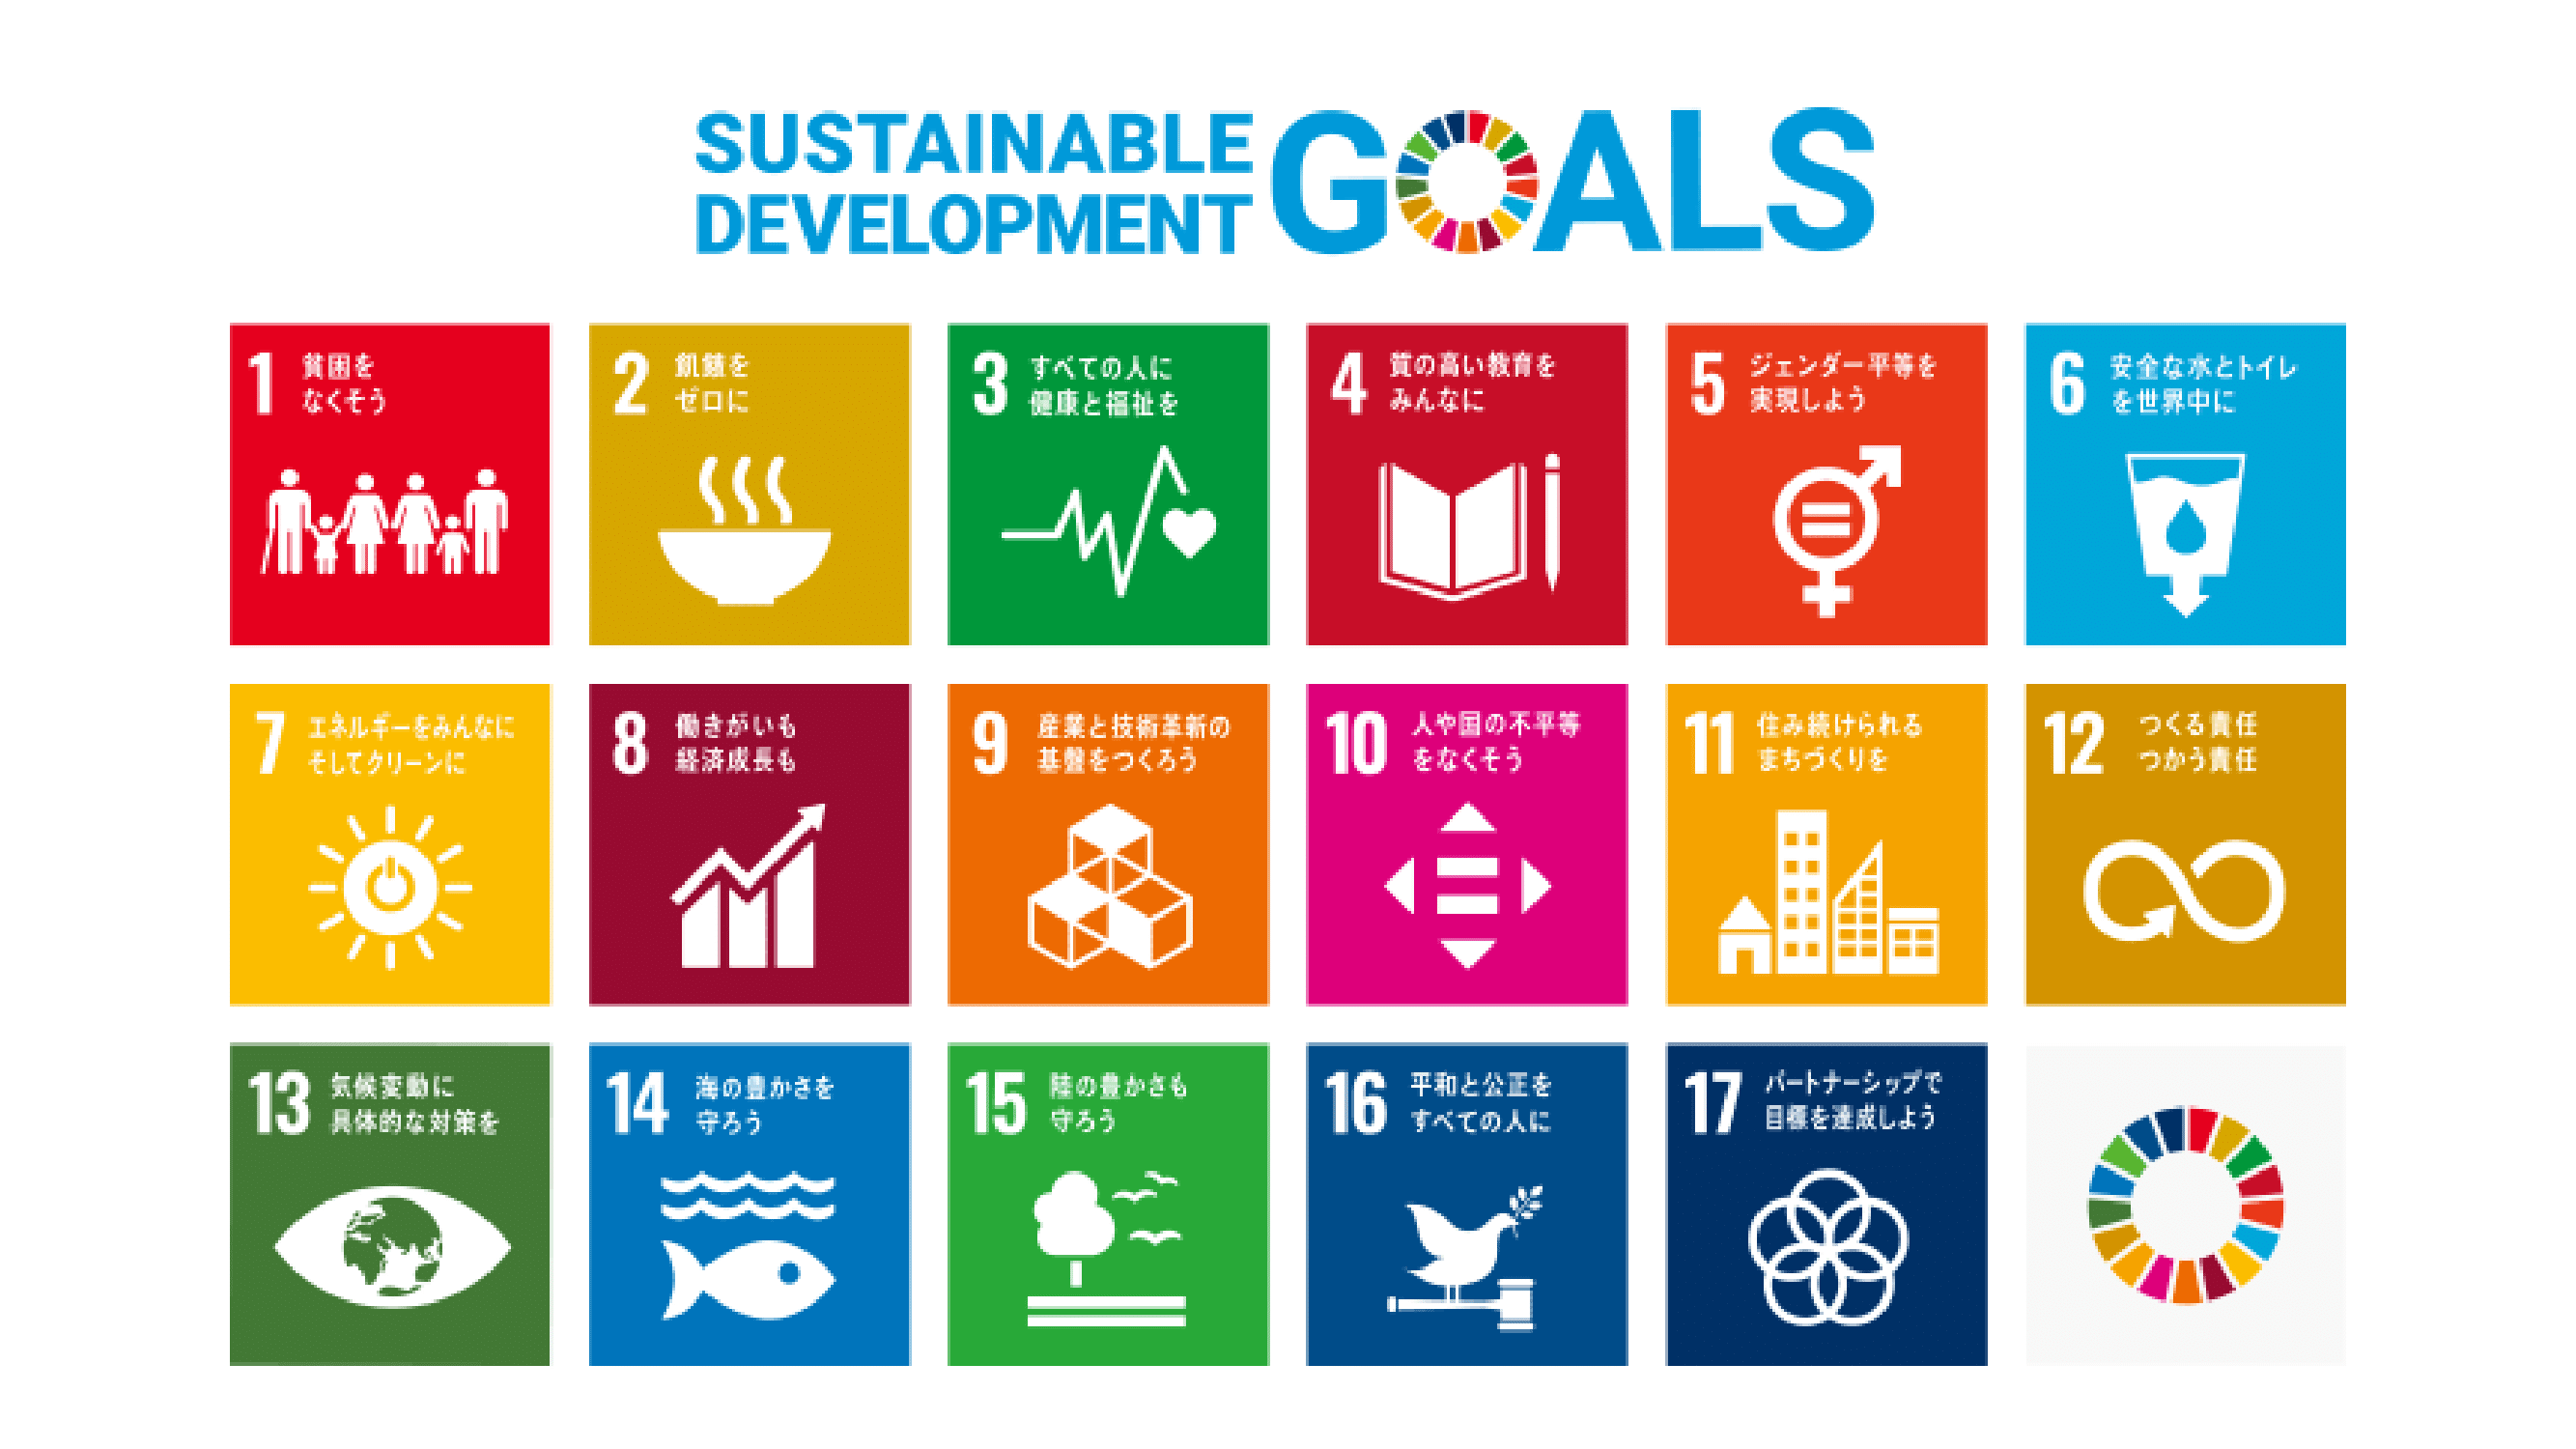 SUSTAINABLE
DEVELOPMENT
GOALS
1 貧困を
なくそう
2 飢餓を
ゼロに
3 すべての人に
健康と福祉を
4 質の高い教育を
みんなに
5 ジェンダー平等を
実現しよう
6 安全な水とトイレ
を世界中に
7 エネルギーをみんなに
そしてクリーンに
8 働きがいも
経済成長も
9 産業と技術革新の
基盤をつくろう
10 人や国の不平等
をなくそう
11 住み続けられる
まちづくりを
12 つくる責任
つかう責任
13 気候変動に
具体的な対策を
14 海の豊かさを
守ろう
15 陸の豊かさも
守ろう
16 平和と公正を
すべての人に
17 パートナーシップで
目標を達成しよう